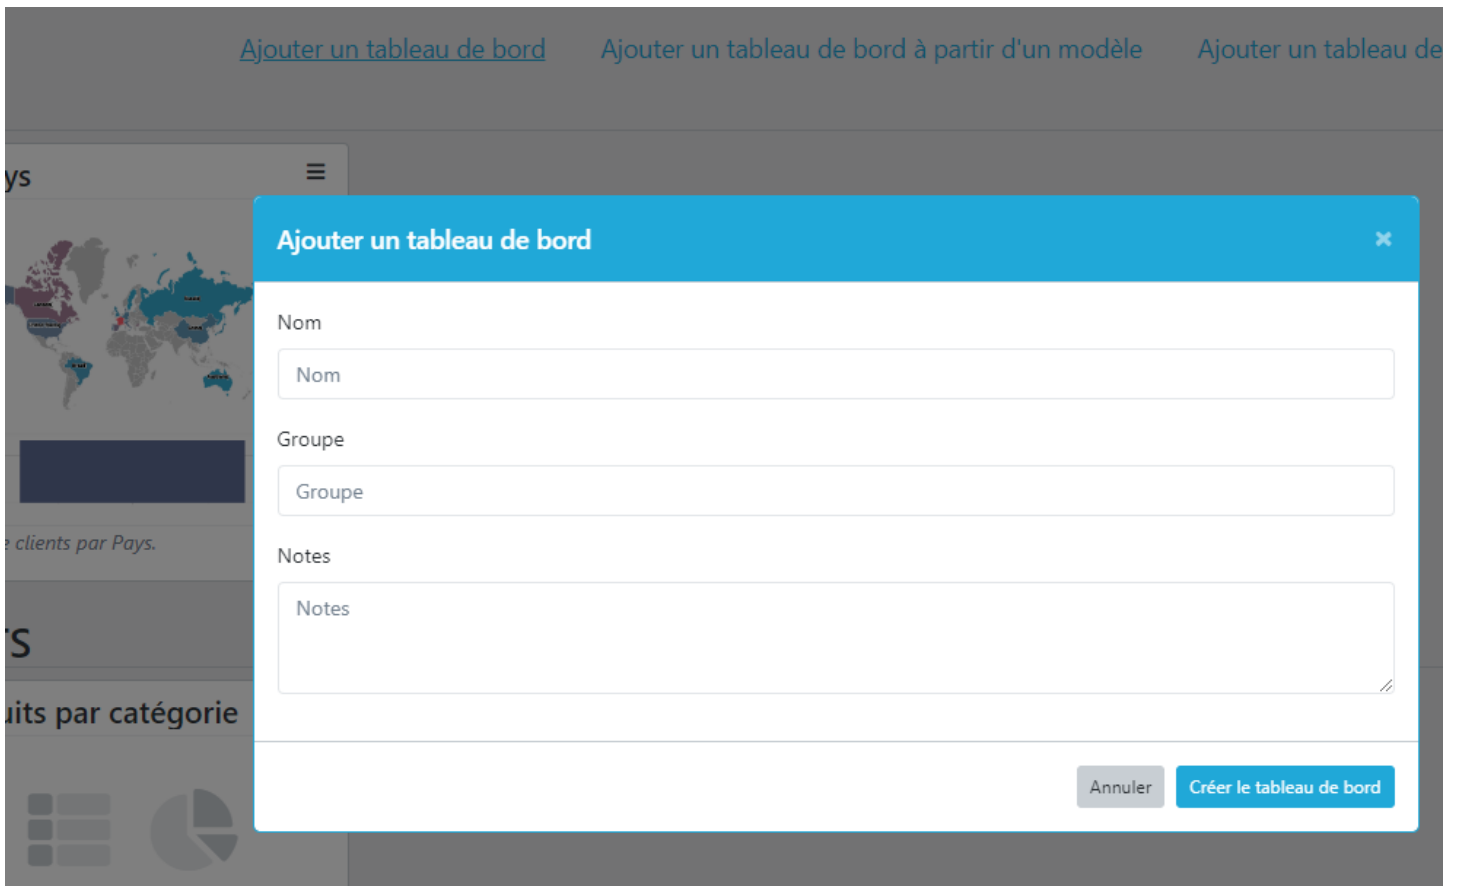 Ajouter un tableau de bord
Ajouter un tableau de bord à partir d'un modèle
Ajouter un tableau de
ys
Ajouter un tableau de bord
Nom
Nom
Groupe
Groupe
clients par Pays.
Notes
Notes
TS
uits par catégorie
Annuler
Créer le tableau de bord